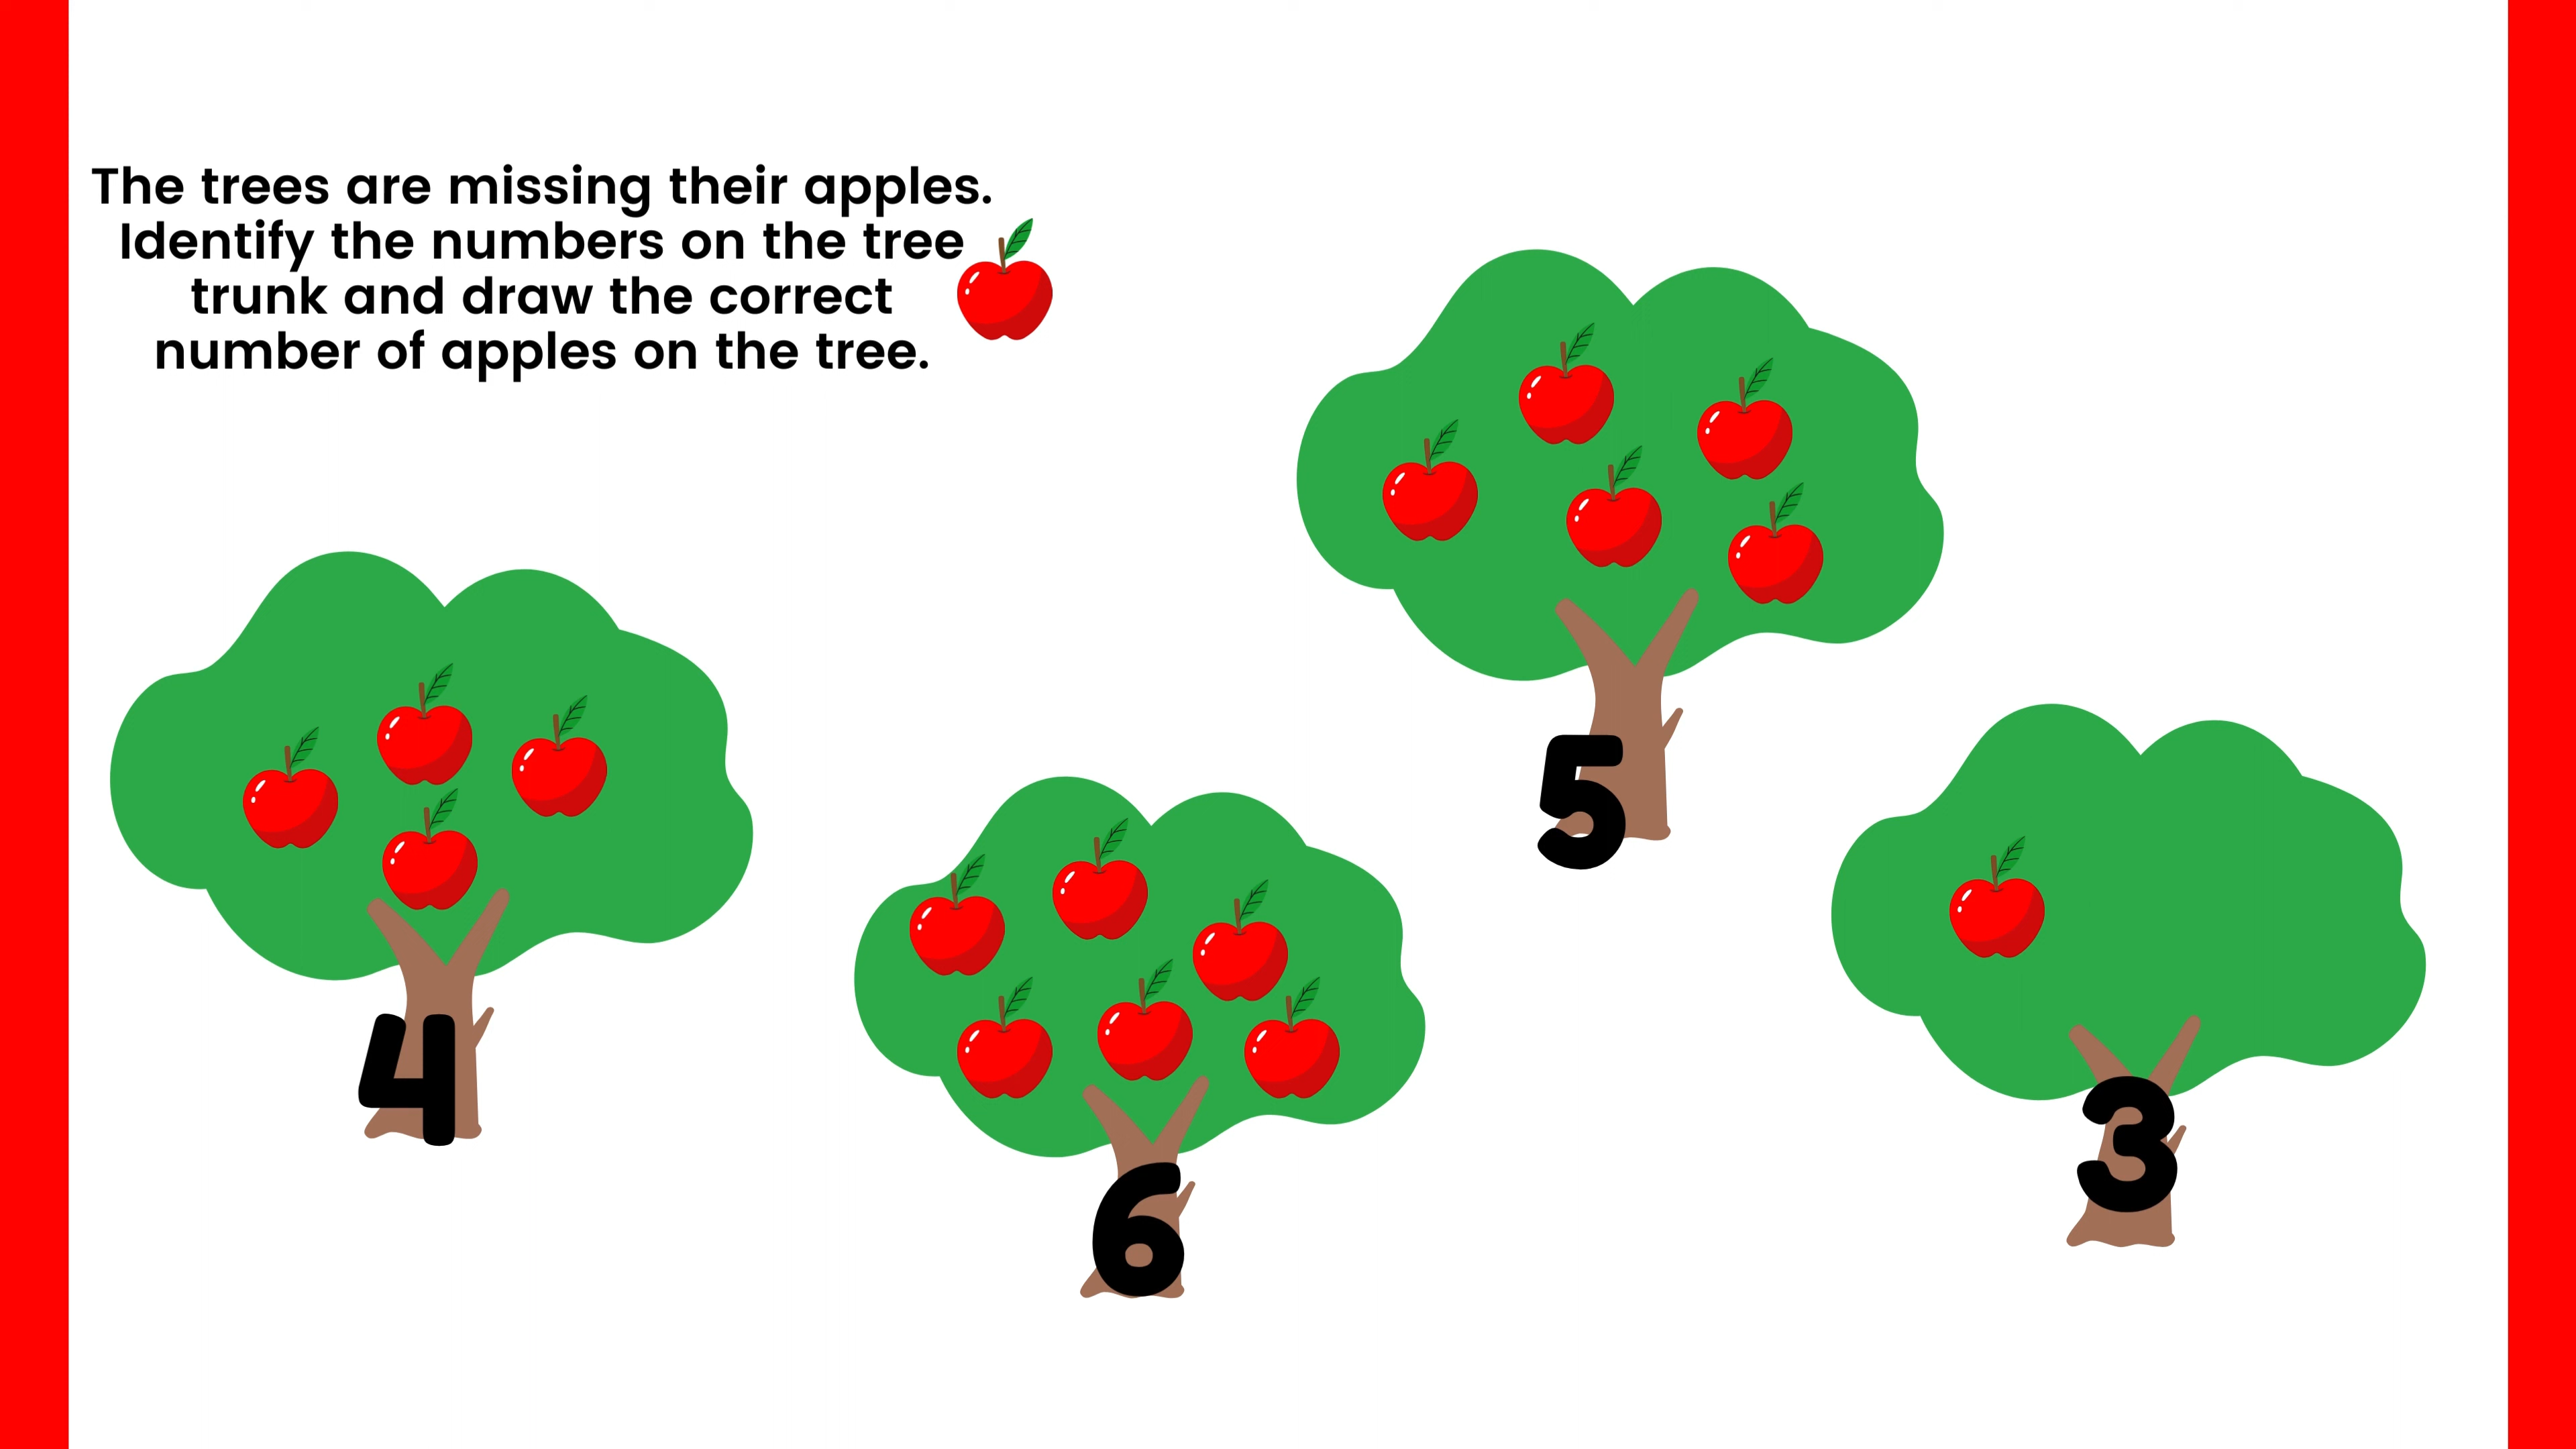 The trees are missing their apples.
Identify the numbers on the tree
trunk and draw the correct
number of apples on the tree.
5
4
6
3